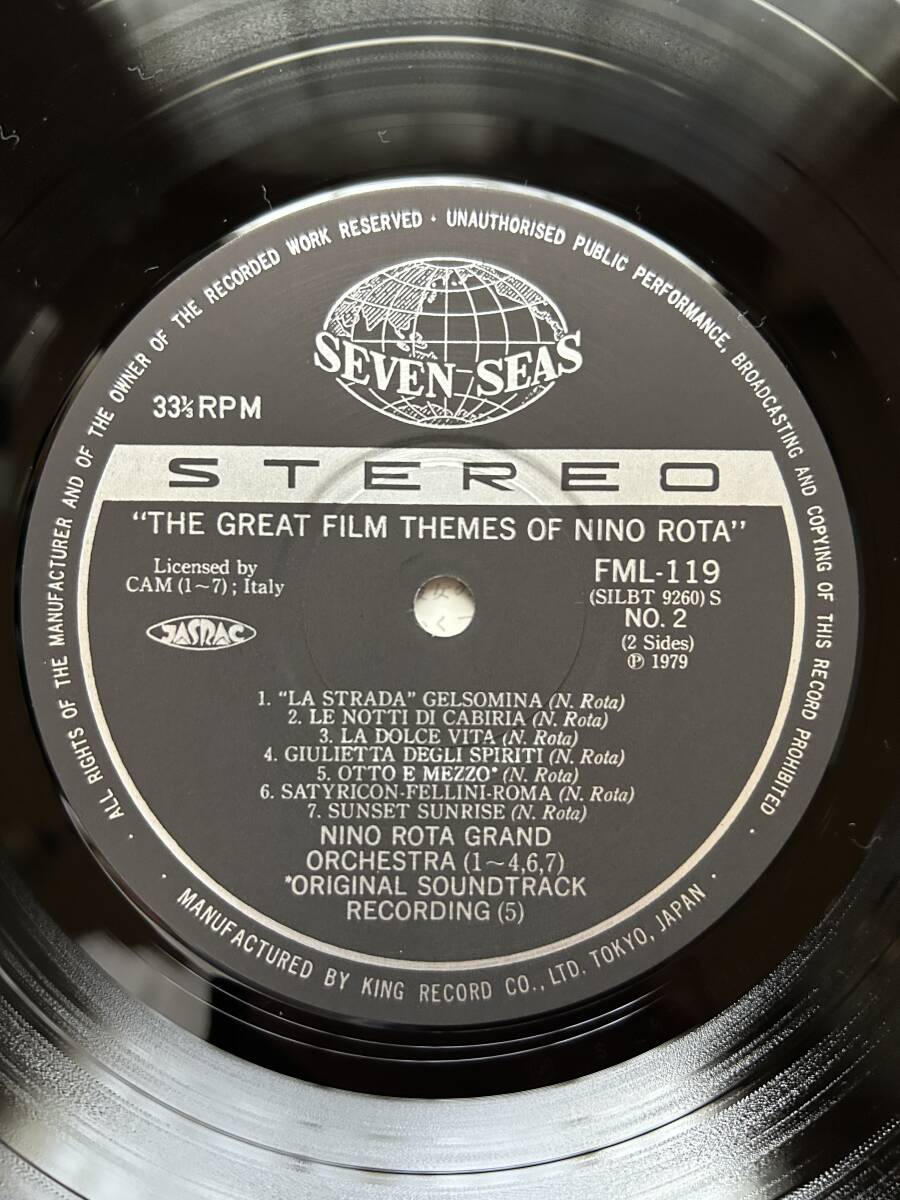 ALL RIGHTS OF THE MANUFACTURER AND OF THE OWNER OF THE RECORDED WORK RESERVED · UNAUTHORISED PUBLIC PERFORMANCE, BROADCASTING AND COPYING OF THIS RECORD PROHIBITED ·
SEVEN SEAS
33⅓ RPM
STEREO
"THE GREAT FILM THEMES OF NINO ROTA"
Licensed by
CAM (1~7) ; Italy
JASRAC
FML-119
(SILBT 9260) S
NO. 2
(2 Sides)
℗ 1979
1. "LA STRADA" GELSOMINA (N. Rota)
2. LE NOTTI DI CABIRIA (N. Rota)
3. LA DOLCE VITA (N. Rota)
4. GIULIETTA DEGLI SPIRITI (N. Rota)
5. OTTO E MEZZO* (N. Rota)
6. SATYRICON-FELLINI-ROMA (N. Rota)
7. SUNSET SUNRISE (N. Rota)
NINO ROTA GRAND
ORCHESTRA (1~4,6,7)
*ORIGINAL SOUNDTRACK
RECORDING (5)
· MANUFACTURED BY KING RECORD CO., LTD. TOKYO, JAPAN ·